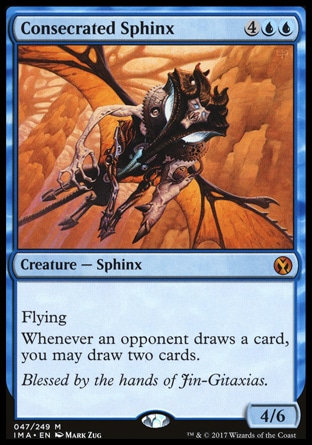 Consecrated Sphinx 4
Creature — Sphinx
Flying
Whenever an opponent draws a card,
you may draw two cards.
Blessed by the hands of Jin-Gitaxias.
047/249 M
IMA • EN Mark Zug
™ & © 2017 Wizards of the Coast
4/6